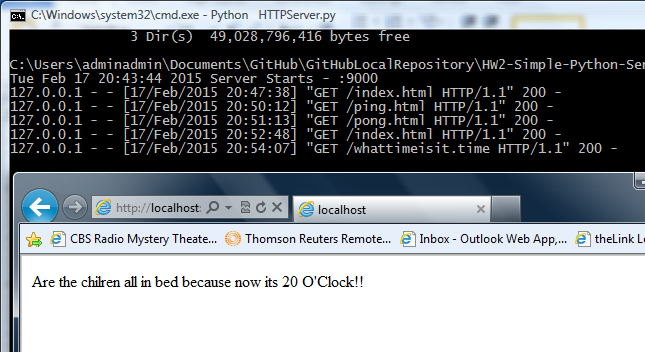 C:\Windows\system32\cmd.exe - Python HTTPServer.py
3 Dir(s) 49,028,796,416 bytes free
C:\Users\adminadmin\Documents\GitHub\GitHubLocalRepository\HW2-Simple-Python-Ser
Tue Feb 17 20:43:44 2015 Server Starts - :9000
127.0.0.1 - - [17/Feb/2015 20:47:38] "GET /index.html HTTP/1.1" 200 -
127.0.0.1 - - [17/Feb/2015 20:50:12] "GET /ping.html HTTP/1.1" 200 -
127.0.0.1 - - [17/Feb/2015 20:51:13] "GET /pong.html HTTP/1.1" 200 -
127.0.0.1 - - [17/Feb/2015 20:52:48] "GET /index.html HTTP/1.1" 200 -
127.0.0.1 - - [17/Feb/2015 20:54:07] "GET /whattimeisit.time HTTP/1.1" 200 -
http://localhost: localhost
CBS Radio Mystery Theate... Thomson Reuters Remote... Inbox - Outlook Web App,... theLink Lo
Are the chilren all in bed because now its 20 O'Clock!!